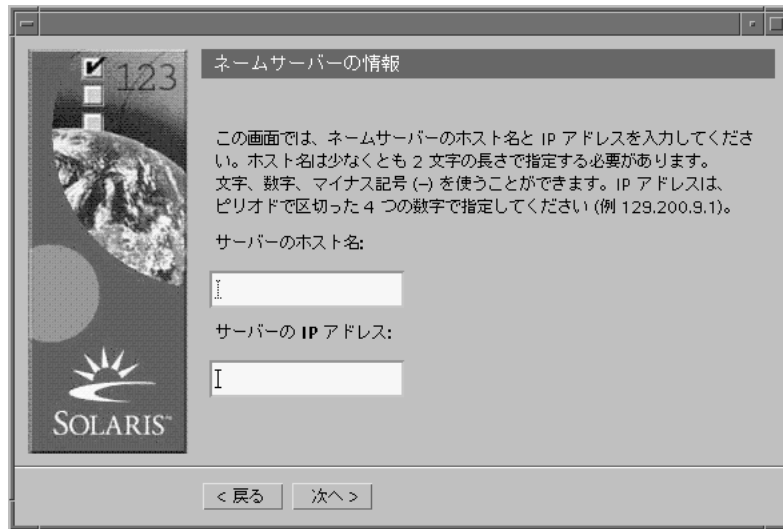 123
ネームサーバーの情報
この画面では、ネームサーバーのホスト名と IP アドレスを入力してくださ
い。ホスト名は少なくとも 2 文字の長さで指定する必要があります。
文字、数字、マイナス記号 (-) を使うことができます。IP アドレスは、
ピリオドで区切った 4 つの数字で指定してください (例 129.200.9.1)。
サーバーのホスト名:
サーバーの IP アドレス:
SOLARIS™
< 戻る
次へ >